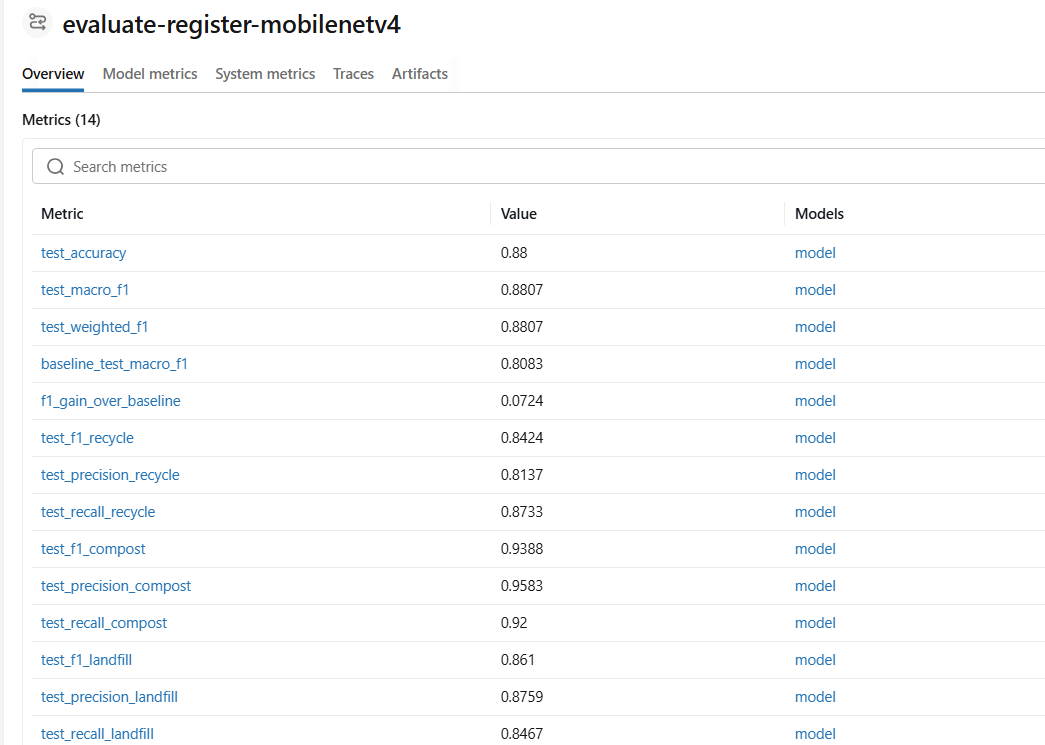 evaluate-register-mobilenetv4
Overview Model metrics System metrics Traces Artifacts
Metrics (14)
Search metrics
Metric Value Models
test_accuracy 0.88 model
test_macro_f1 0.8807 model
test_weighted_f1 0.8807 model
baseline_test_macro_f1 0.8083 model
f1_gain_over_baseline 0.0724 model
test_f1_recycle 0.8424 model
test_precision_recycle 0.8137 model
test_recall_recycle 0.8733 model
test_f1_compost 0.9388 model
test_precision_compost 0.9583 model
test_recall_compost 0.92 model
test_f1_landfill 0.861 model
test_precision_landfill 0.8759 model
test_recall_landfill 0.8467 model